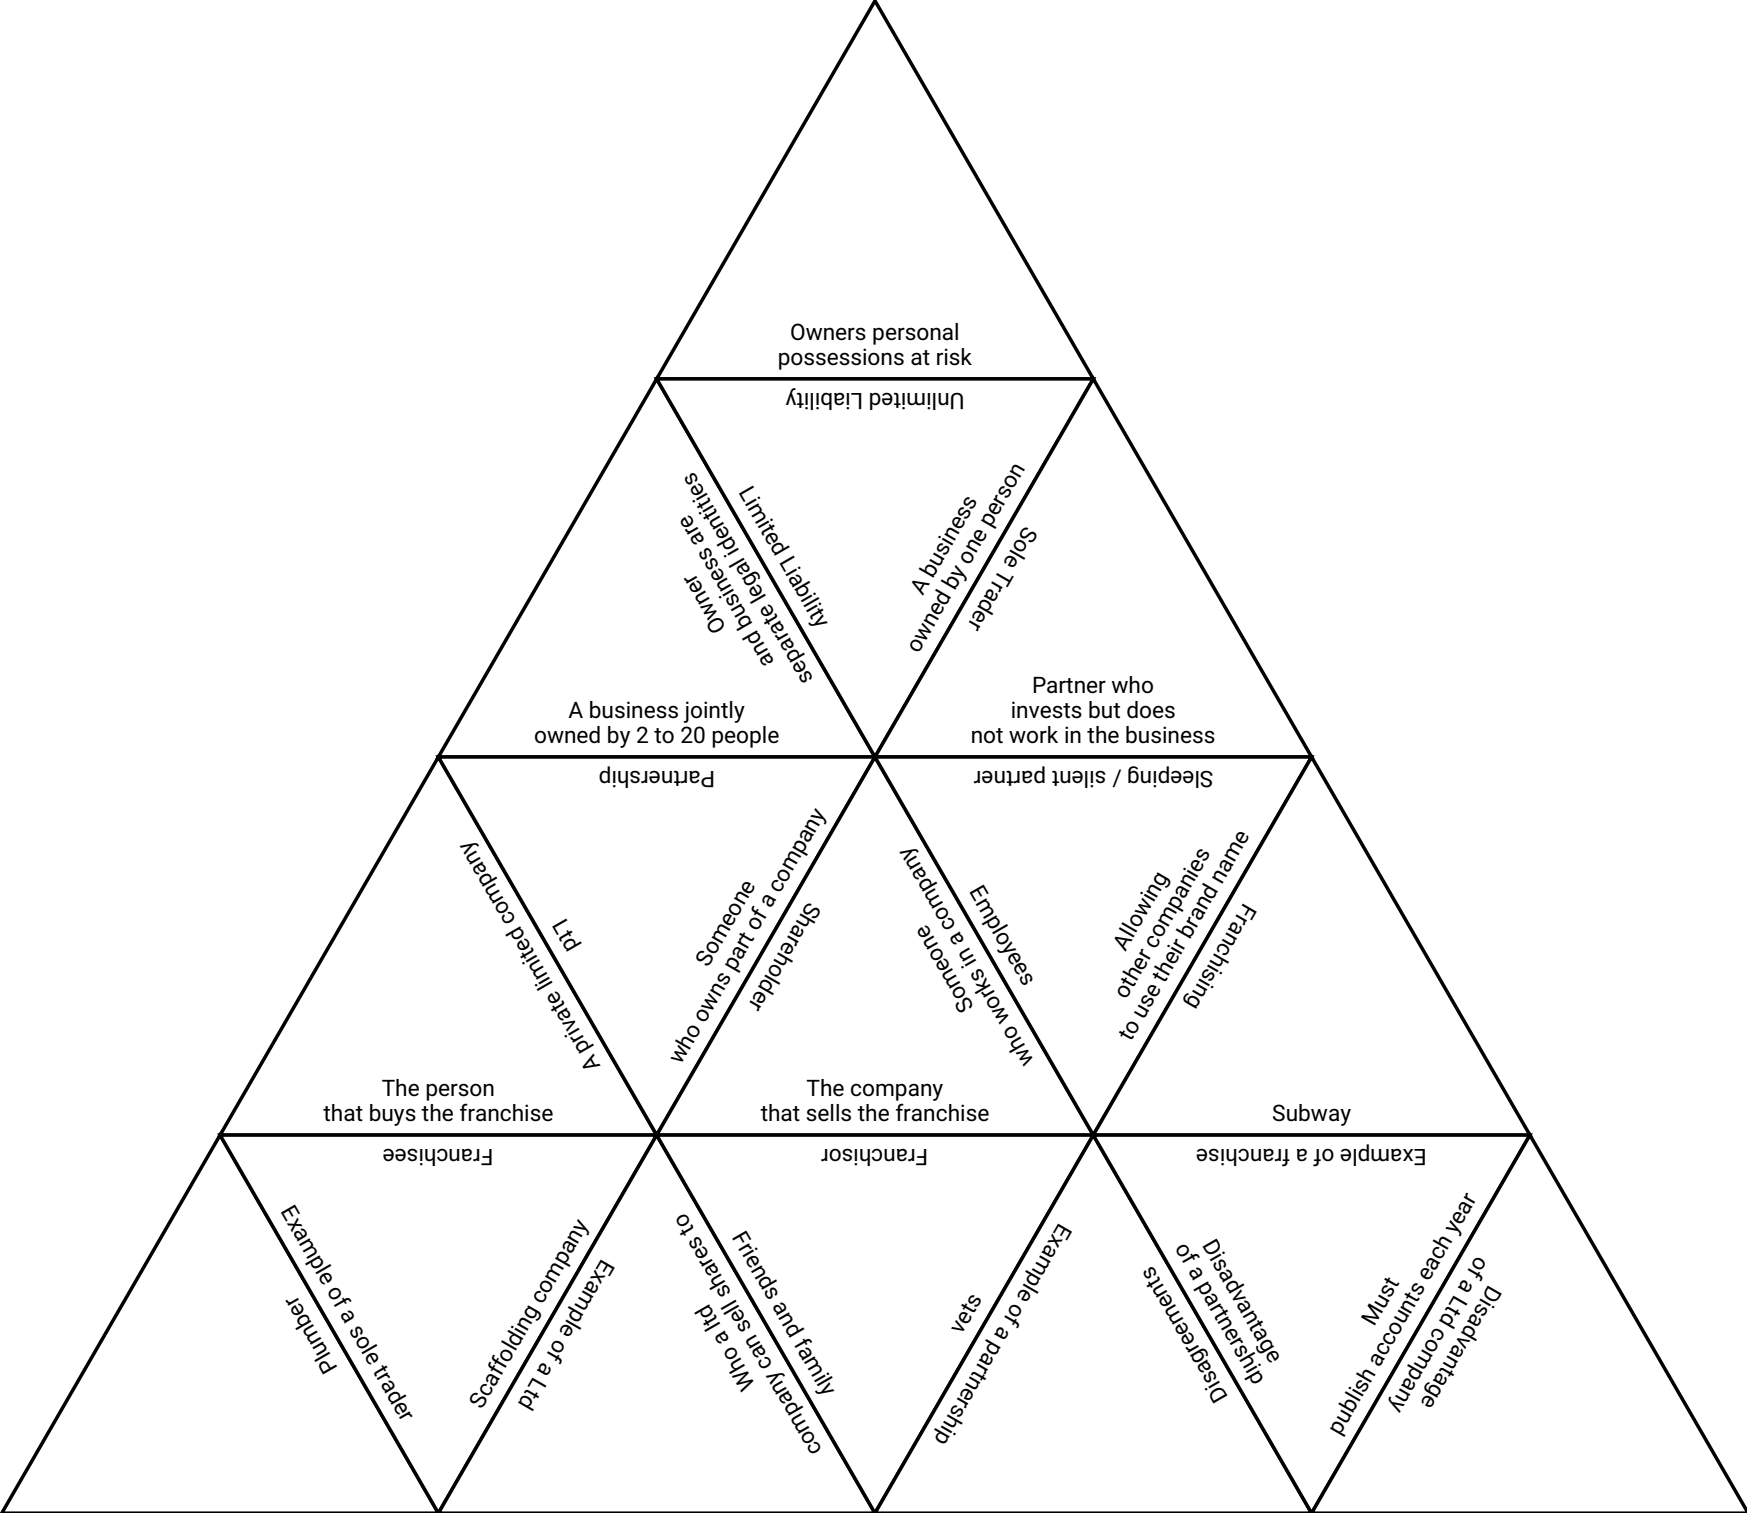 Owners personal
possessions at risk
Unlimited Liability
Limited Liability
Owner
and business are
separate legal identities
A business
owned by one person
Sole Trader
A business jointly
owned by 2 to 20 people
Partner who
invests but does
not work in the business
Partnership
Sleeping / silent partner
Ltd
A private limited company
Someone
who owns part of a company
Shareholder
Employees
Someone
who works in a company
Allowing
other companies
to use their brand name
Franchising
The person
that buys the franchise
The company
that sells the franchise
Subway
Franchisee
Franchisor
Example of a franchise
Example of a sole trader
Plumber
Scaffolding company
Example of a Ltd
Friends and family
Who a ltd
company can sell shares to
vets
Example of a partnership
Disadvantage
of a partnership
Disagreements
Must
publish accounts each year
Disadvantage
of a Ltd company